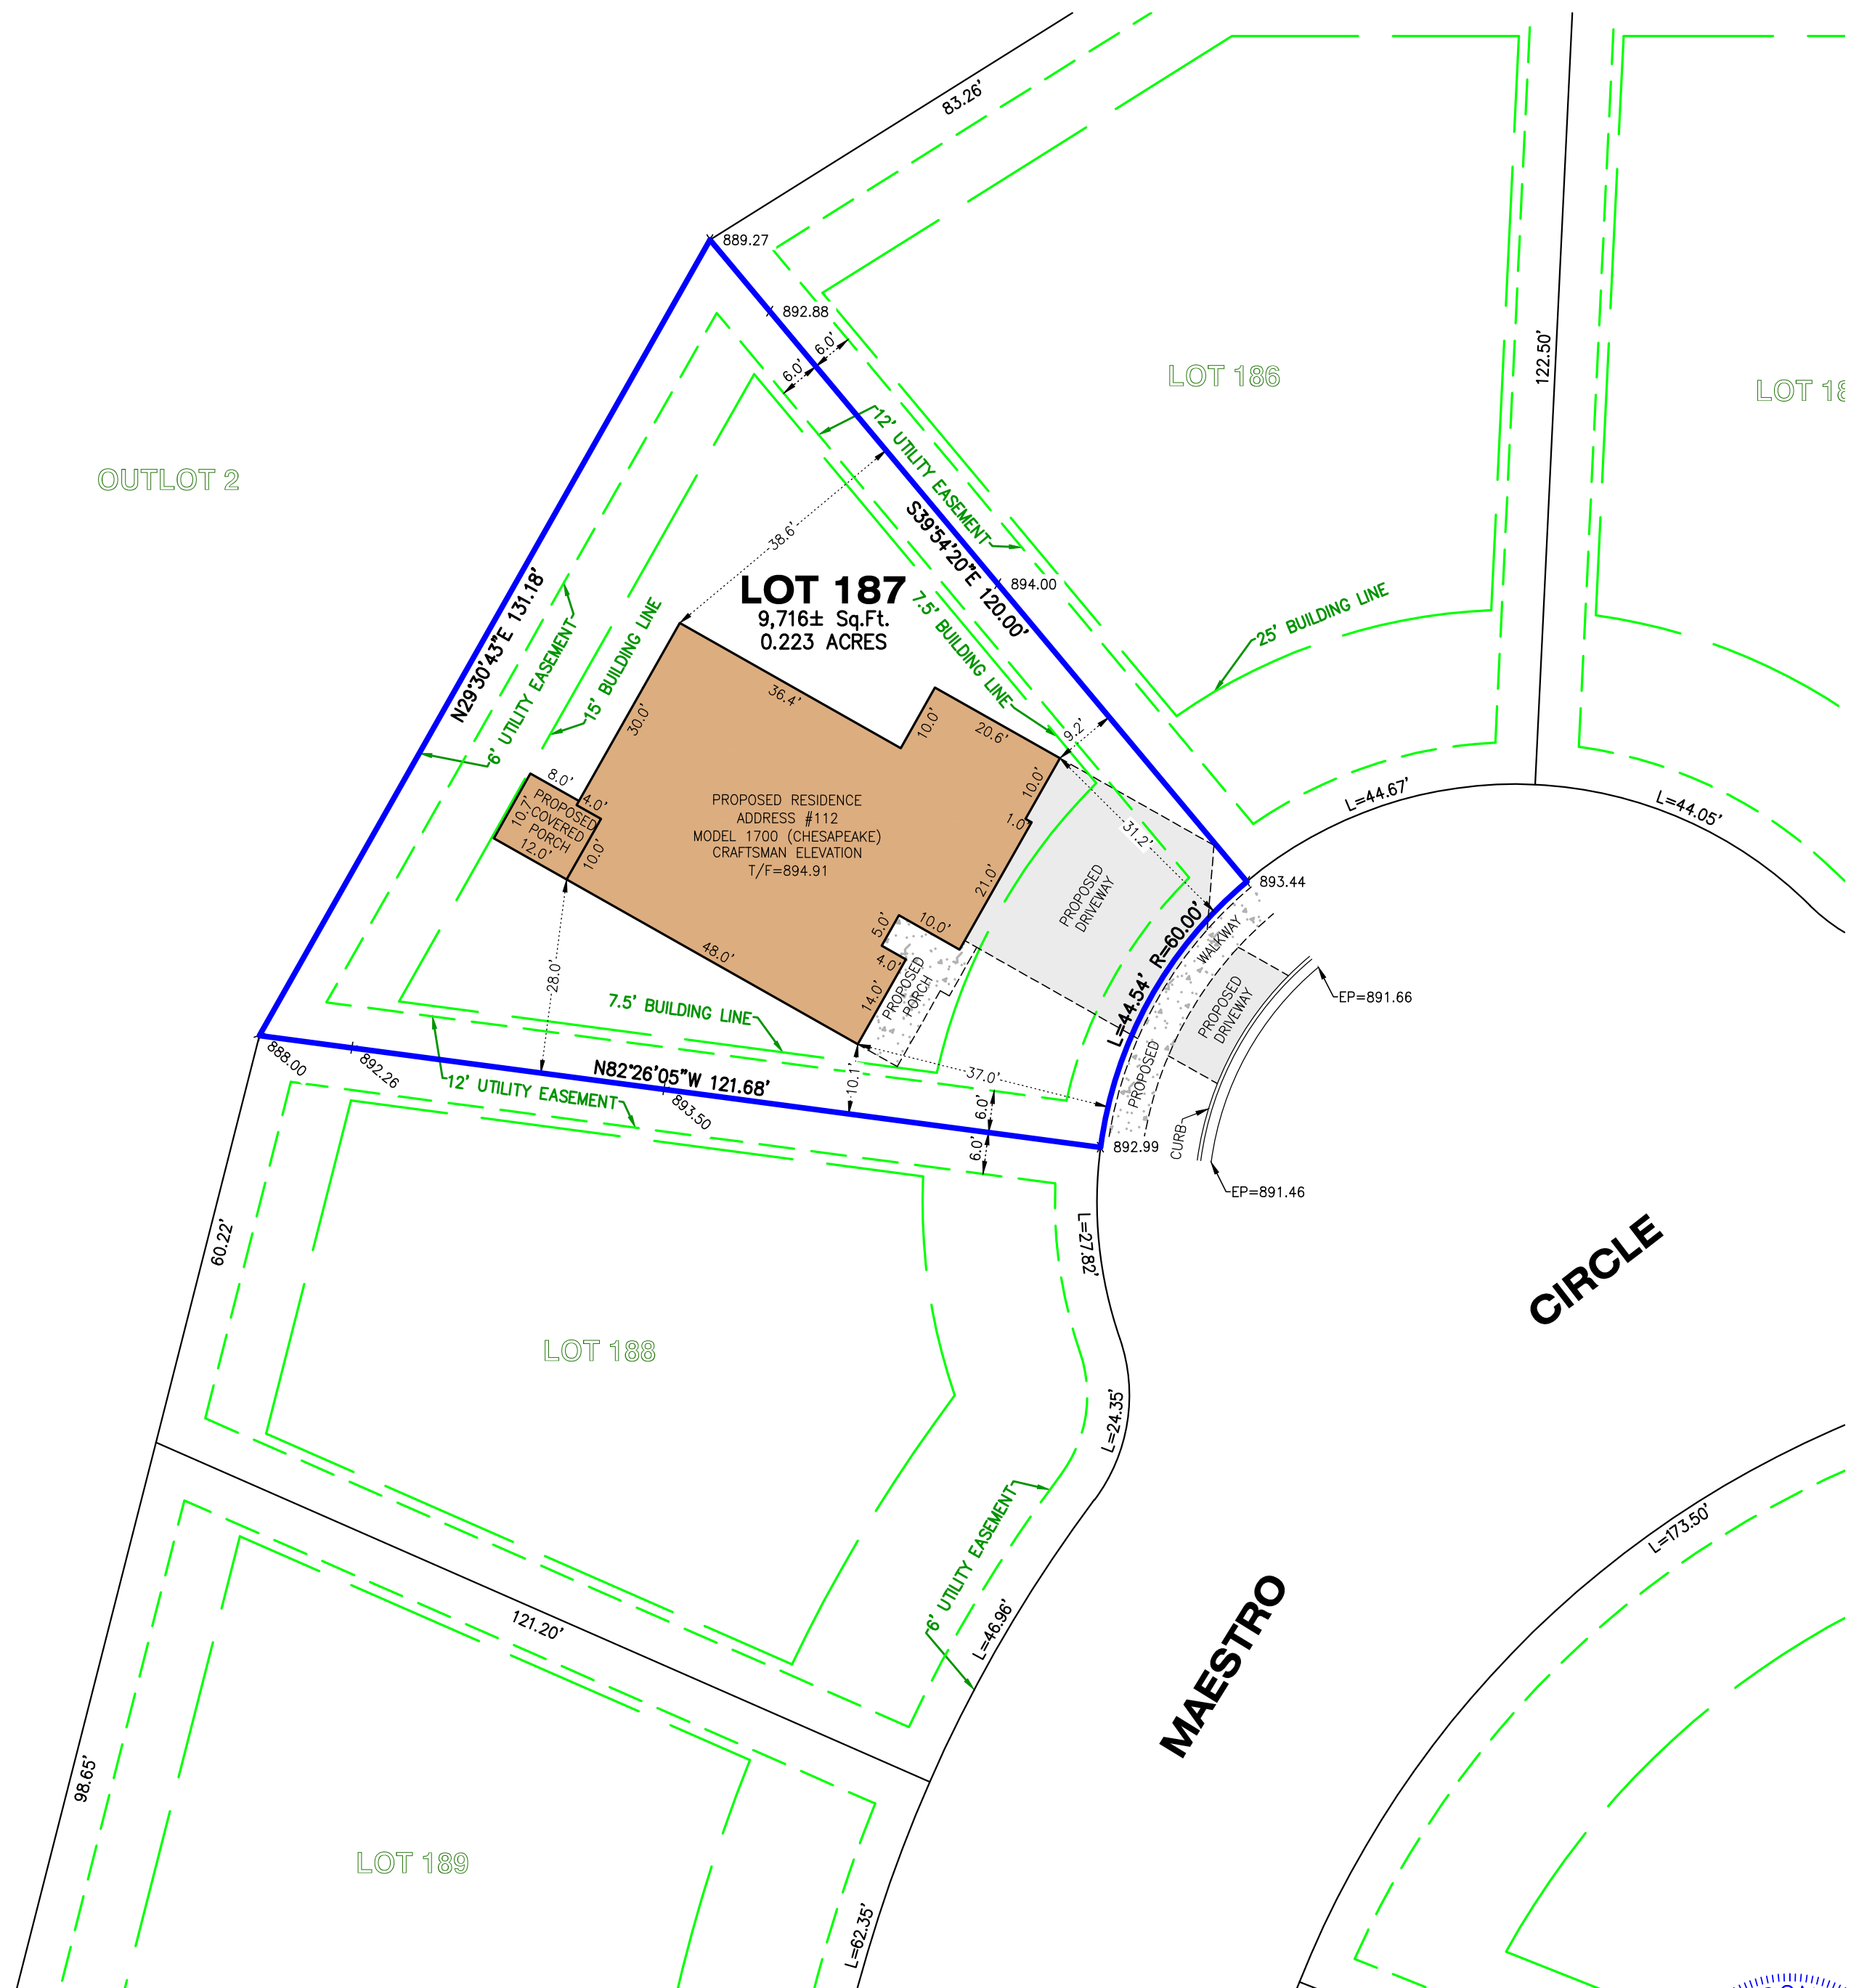 83.26'
889.27
892.88
6.0'
6.0'
122.50'
LOT 186
OUTLOT 2
12' UTILITY EASEMENT
38.6'
S39°54'20"E 120.00'
894.00
LOT 187
9,716± Sq.Ft.
0.223 ACRES
7.5' BUILDING LINE
25' BUILDING LINE
N29°30'43"E 131.18'
6' UTILITY EASEMENT
15' BUILDING LINE
30.0'
36.4'
10.0'
20.6'
9.2'
10.0'
1.0'
21.0'
31.2'
8.0'
4.0'
10.7'
PROPOSED
COVERED
PORCH
12.0'
10.0'
PROPOSED RESIDENCE
ADDRESS #112
MODEL 1700 (CHESAPEAKE)
CRAFTSMAN ELEVATION
T/F=894.91
L=44.67'
L=44.05'
PROPOSED
DRIVEWAY
893.44
L=44.54' R=60.00'
PROPOSED
WALKWAY
PROPOSED
DRIVEWAY
48.0'
5.0'
10.0'
4.0'
14.0'
PROPOSED
PORCH
28.0'
7.5' BUILDING LINE
EP=891.66
888.00
892.26
12' UTILITY EASEMENT
N82°26'05"W 121.68'
893.50
10.1'
37.0'
6.0'
6.0'
892.99
CURB
EP=891.46
60.22'
L=27.82'
CIRCLE
LOT 188
L=24.35'
6' UTILITY EASEMENT
L=46.96'
L=173.50'
121.20'
MAESTRO
98.65'
LOT 189
L=62.35'